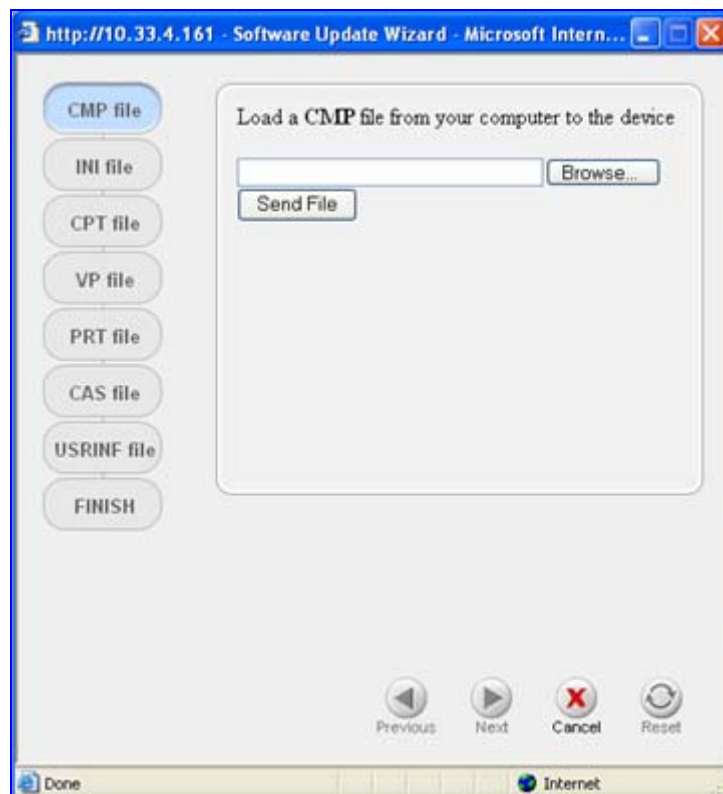 http://10.33.4.161 - Software Update Wizard - Microsoft Intern...
CMP file
INI file
CPT file
VP file
PRT file
CAS file
USRINF file
FINISH
Load a CMP file from your computer to the device
Browse...
Send File
Previous
Next
Cancel
Reset
Done
Internet